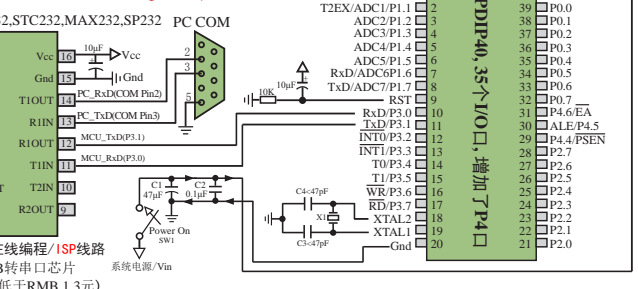 2,STC232,MAX232,SP232 PC COM
Vcc 16 10μF Vcc
Gnd 15 Gnd
T1OUT 14 PC_RxD(COM Pin2)
R1IN 13 PC_TxD(COM Pin3)
R1OUT 12 MCU_TxD(P3.1)
T1IN 11 MCU_RxD(P3.0)
T2IN 10
R2OUT 9
2
3
5
10K
10μF
C1
47μF
C2
0.1μF
Power On
SW1
系统电源/Vin
C4<47pF
X1
C3<47pF
线编程/ISP线路
转串口芯片
低于RMB 1.3元)
T2EX/ADC1/P1.1 2
ADC2/P1.2 3
ADC3/P1.3 4
ADC4/P1.4 5
ADC5/P1.5 6
RxD/ADC6P1.6 7
TxD/ADC7/P1.7 8
RST 9
RxD/P3.0 10
TxD/P3.1 11
INT0/P3.2 12
INT1/P3.3 13
T0/P3.4 14
T1/P3.5 15
WR/P3.6 16
RD/P3.7 17
XTAL2 18
XTAL1 19
Gnd 20
PDIP40, 35个I/O口, 增加了P4口
39 P0.0
38 P0.1
37 P0.2
36 P0.3
35 P0.4
34 P0.5
33 P0.6
32 P0.7
31 P4.6/EA
30 ALE/P4.5
29 P4.4/PSEN
28 P2.7
27 P2.6
26 P2.5
25 P2.4
24 P2.3
23 P2.2
22 P2.1
21 P2.0